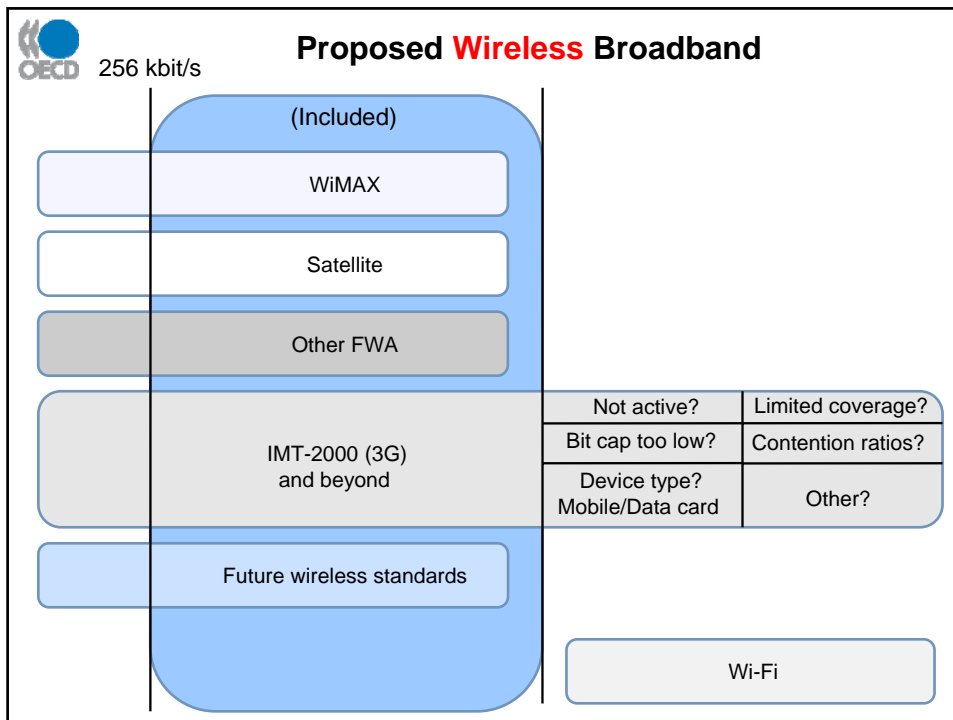 Proposed Wireless Broadband
OECD
256 kbit/s
(Included)
WiMAX
Satellite
Other FWA
IMT-2000 (3G)
and beyond
Not active?
Limited coverage?
Bit cap too low?
Contention ratios?
Device type?
Mobile/Data card
Other?
Future wireless standards
Wi-Fi